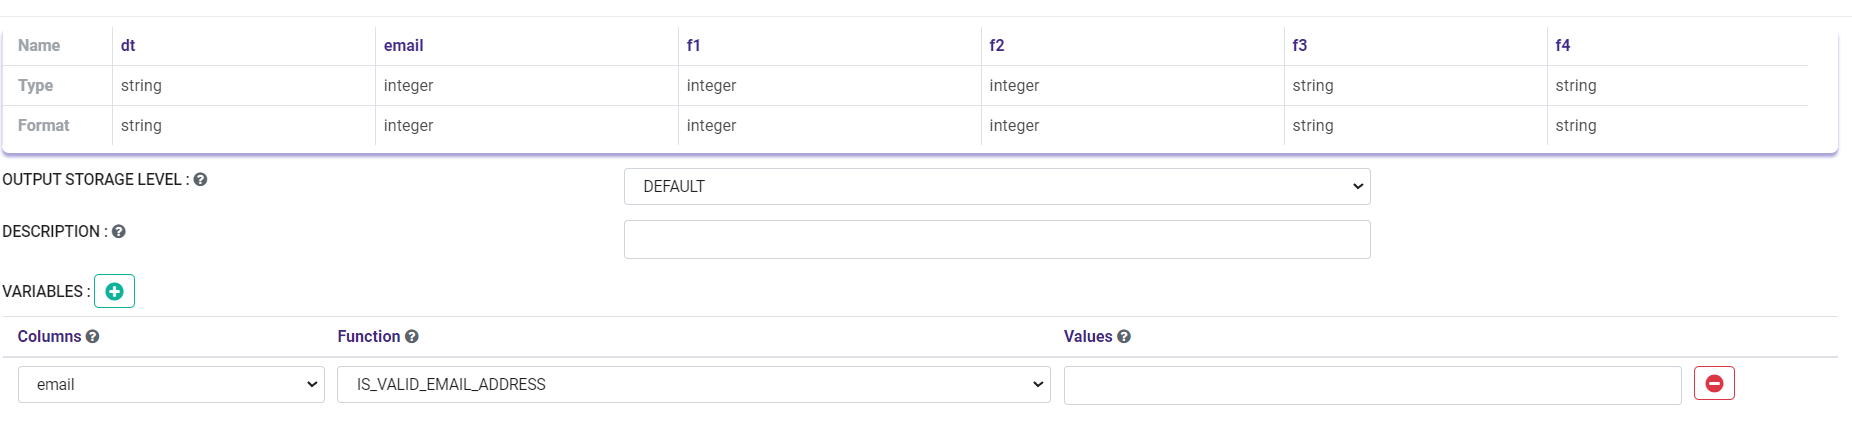 Name dt email f1 f2 f3 f4
Type string integer integer integer string string
Format string integer integer integer string string
OUTPUT STORAGE LEVEL : DEFAULT
DESCRIPTION :
VARIABLES :
Columns Function Values
email IS_VALID_EMAIL_ADDRESS